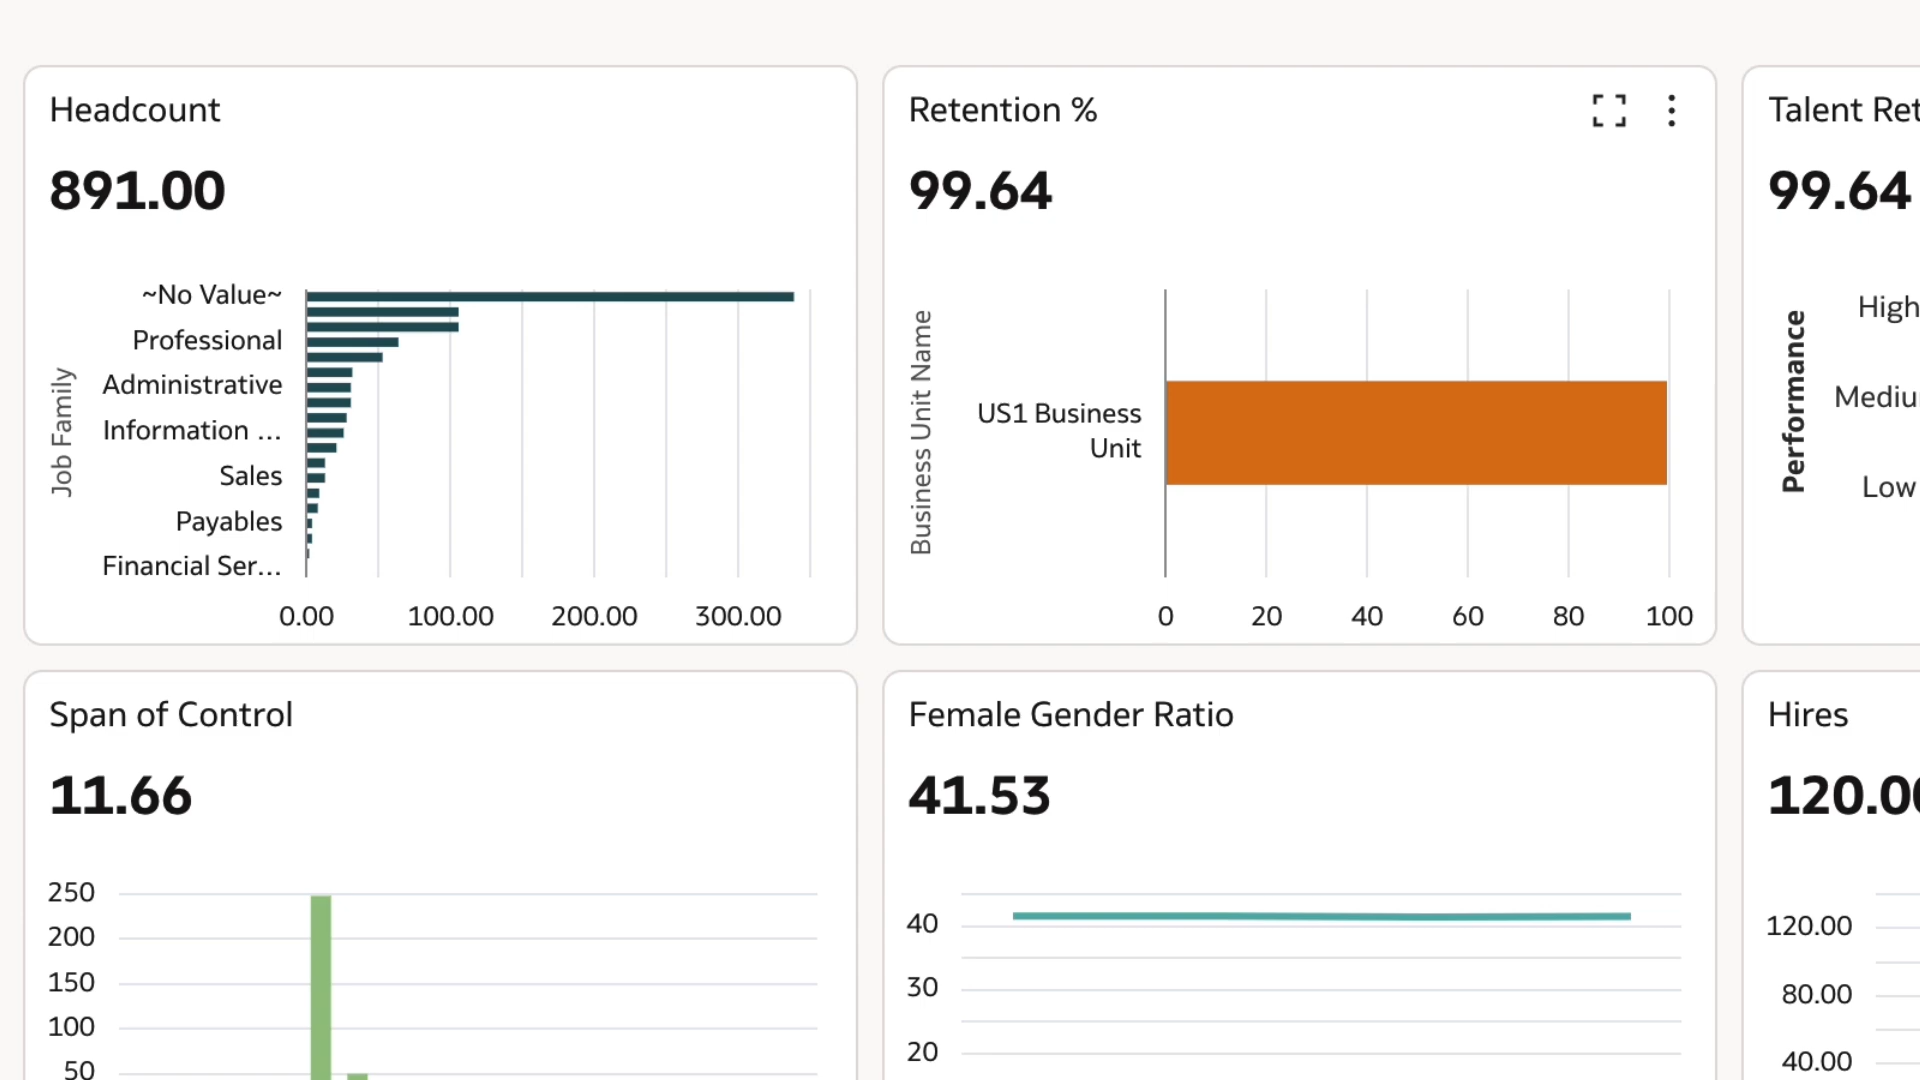 Headcount
891.00
Job Family
~No Value~
Professional
Administrative
Information ...
Sales
Payables
Financial Ser...
0.00 100.00 200.00 300.00
Retention %
99.64
Business Unit Name
US1 Business
Unit
0 20 40 60 80 100
Talent Ret
99.64
Performance
High
Mediu
Low
Span of Control
11.66
250
200
150
100
50
Female Gender Ratio
41.53
40
30
20
Hires
120.00
120.00
80.00
40.00